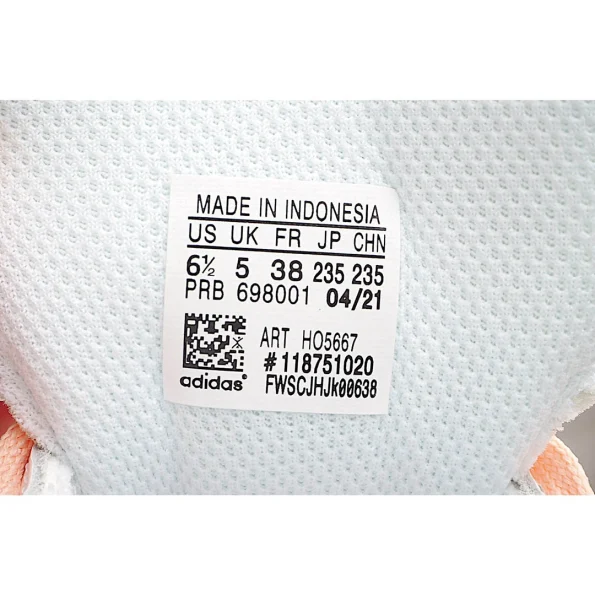 MADE IN INDONESIA
US UK FR JP CHN
6½ 5 38 235 235
PRB 698001 04/21
ART HO5667
#118751020
adidas® FWSCJHJk00638